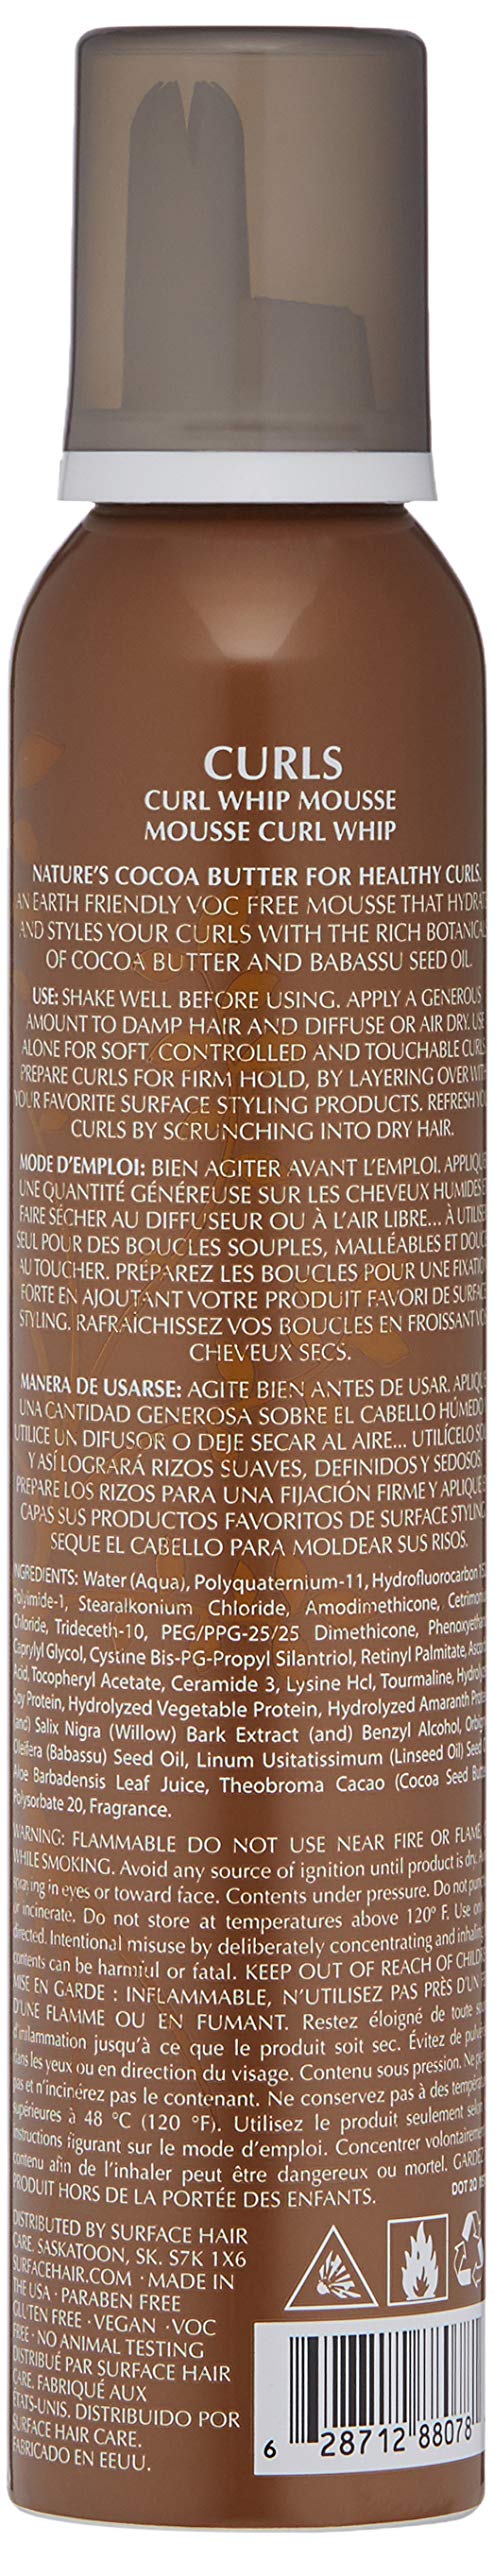 CURLS
CURL WHIP MOUSSE
MOUSSE CURL WHIP
NATURE'S COCOA BUTTER FOR HEALTHY CURLS.
AN EARTH FRIENDLY VOC FREE MOUSSE THAT
AND STYLES YOUR CURLS WITH THE RICH
OF COCOA BUTTER AND BABASSU SEED OIL.
USE: SHAKE WELL BEFORE USING. APPLY A GENEROUS
AMOUNT TO DAMP HAIR AND DIFFUSE OR AIR DRY. USE
ALONE FOR SOFT, CONTROLLED AND TOUCHABLE CURLS
PREPARE CURLS FOR FIRM HOLD, BY LAYERING OVER
YOUR FAVORITE SURFACE STYLING PRODUCTS. REFRESH
CURLS BY SCRUNCHING INTO DRY HAIR.
MODE D'EMPLOI: BIEN AGITER AVANT L'EMPLOI.
UNE QUANTITÉ GÉNÉREUSE SUR LES CHEVEUX HUMIDES
FAIRE SÉCHER AU DIFFUSEUR OU À L'AIR LIBRE... À
SEUL POUR DES BOUCLES SOUPLES, MALLÉABLES ET
AU TOUCHER. PRÉPAREZ LES BOUCLES POUR UNE
FORTE EN AJOUTANT VOTRE PRODUIT FAVORI DE
STYLING. RAFRAÎCHISSEZ VOS BOUCLES EN FROISSANT
CHEVEUX SECS.
MANERA DE USARSE: AGITE BIEN ANTES DE USAR.
UNA CANTIDAD GENEROSA SOBRE EL CABELLO HÚMEDO
UTILICE UN DIFUSOR O DEJE SECAR AL AIRE... UTILÍCELO
Y ASÍ LOGRARÁ RIZOS SUAVES, DEFINIDOS Y SEDOSOS
PREPARE LOS RIZOS PARA UNA FIJACIÓN FIRME Y APLIQUE
CAPAS SUS PRODUCTOS FAVORITOS DE SURFACE STYLING
SEQUE EL CABELLO PARA MOLDEAR SUS RISOS.
INGREDIENTS: Water (Aqua), Polyquaternium-11, Hydrofluorocarbon
Polyimide-1, Stearalkonium Chloride, Amodimethicone,
Chloride, Trideceth-10, PEG/PPG-25/25 Dimethicone,
Caprylyl Glycol, Cystine Bis-PG-Propyl Silantriol, Retinyl Palmitate,
Acid, Tocopheryl Acetate, Ceramide 3, Lysine Hcl, Tourmaline,
Soy Protein, Hydrolyzed Vegetable Protein, Hydrolyzed Amaranth
(and) Salix Nigra (Willow) Bark Extract (and) Benzyl Alcohol,
Oleifera (Babassu) Seed Oil, Linum Usitatissimum (Linseed Oil) Seed
Aloe Barbadensis Leaf Juice, Theobroma Cacao (Cocoa Seed
Polysorbate 20, Fragrance.
WARNING: FLAMMABLE DO NOT USE NEAR FIRE OR FLAME,
WHILE SMOKING. Avoid any source of ignition until product is dry.
spraying in eyes or toward face. Contents under pressure. Do not
or incinerate. Do not store at temperatures above 120° F. Use
directed. Intentional misuse by deliberately concentrating and
contents can be harmful or fatal. KEEP OUT OF REACH OF
MISE EN GARDE : INFLAMMABLE, N'UTILISEZ PAS PRÈS
D'UNE FLAMME OU EN FUMANT. Restez éloigné de toute
d'inflammation jusqu'à ce que le produit soit sec. Évitez de
dans les yeux ou en direction du visage. Contenu sous pression. Ne
pas et n'incinérez pas le contenant. Ne conservez pas à des
supérieures à 48 °C (120 °F). Utilisez le produit seulement
instructions figurant sur le mode d'emploi. Concentrer
contenu afin de l'inhaler peut être dangereux ou mortel. GARDEZ
PRODUIT HORS DE LA PORTÉE DES ENFANTS.
DOT 2Q
DISTRIBUTED BY SURFACE HAIR
CARE. SASKATOON, SK. S7K 1X6
SURFACEHAIR.COM · MADE IN
THE USA · PARABEN FREE
GLUTEN FREE · VEGAN · VOC
FREE · NO ANIMAL TESTING
DISTRIBUÉ PAR SURFACE HAIR
CARE. FABRIQUÉ AUX
ÉTATS-UNIS. DISTRIBUIDO POR
SURFACE HAIR CARE.
FABRICADO EN EEUU.
6 28712 88078